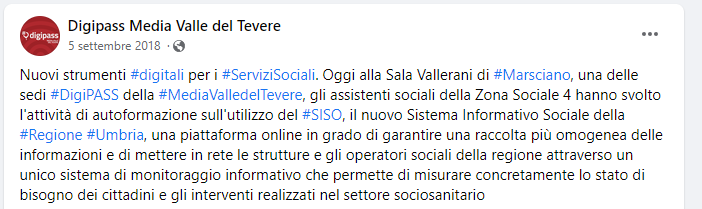 digipass
Digipass Media Valle del Tevere
5 settembre 2018 ·
Nuovi strumenti #digitali per i #ServiziSociali. Oggi alla Sala Vallerani di #Marsciano, una delle
sedi #DigiPASS della #MediaValledelTevere, gli assistenti sociali della Zona Sociale 4 hanno svolto
l'attività di autoformazione sull'utilizzo del #SISO, il nuovo Sistema Informativo Sociale della
#Regione #Umbria, una piattaforma online in grado di garantire una raccolta più omogenea delle
informazioni e di mettere in rete le strutture e gli operatori sociali della regione attraverso un
unico sistema di monitoraggio informativo che permette di misurare concretamente lo stato di
bisogno dei cittadini e gli interventi realizzati nel settore sociosanitario